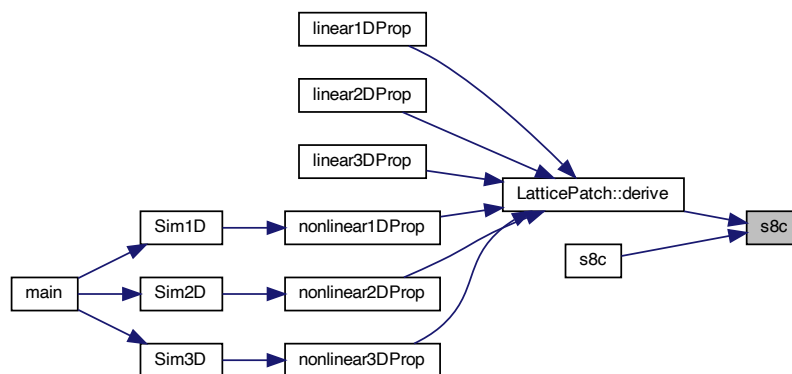 linear1DProp
linear2DProp
linear3DProp
LatticePatch::derive
Sim1D
nonlinear1DProp
s8c
s8c
main
Sim2D
nonlinear2DProp
Sim3D
nonlinear3DProp